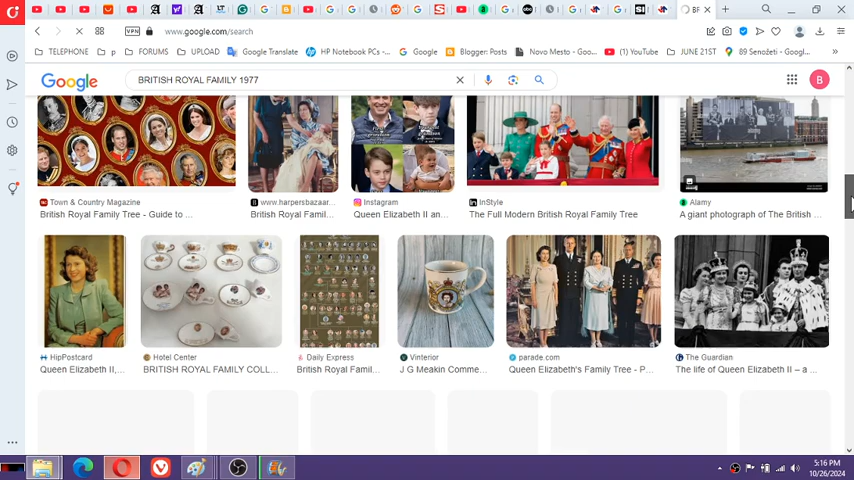 BF
VPN www.google.com/search
TELEPHONE p FORUMS UPLOAD Google Translate HP Notebook PCs -... Google Blogger: Posts Novo Mesto - Googl... (1) YouTube JUNE 21ST 89 Senožeti - Googl...
Google BRITISH ROYAL FAMILY 1977 B
Town & Country Magazine www.harpersbazaar... Instagram InStyle Alamy
British Royal Family Tree - Guide to ... British Royal Famil... Queen Elizabeth II an... The Full Modern British Royal Family Tree A giant photograph of The British ...
HipPostcard Hotel Center Daily Express Vinterior parade.com The Guardian
Queen Elizabeth II,... BRITISH ROYAL FAMILY COLL... British Royal Famil... J G Meakin Comme... Queen Elizabeth's Family Tree - P... The life of Queen Elizabeth II – a ...
5:16 PM
10/26/2024